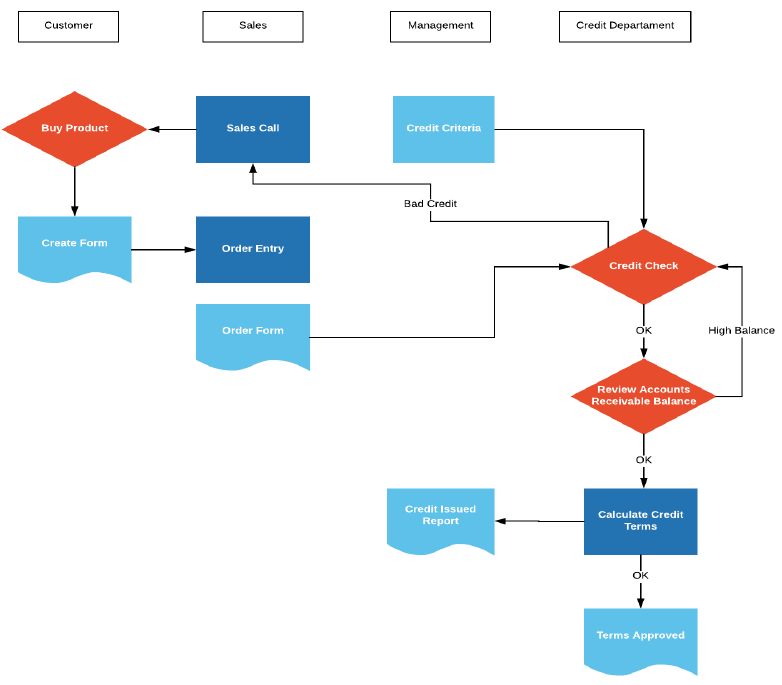 Customer
Sales
Management
Credit Departament
Buy Product
Sales Call
Credit Criteria
Bad Credit
Create Form
Order Entry
Credit Check
Order Form
OK
High Balance
Review Accounts
Receivable Balance
OK
Credit Issued
Report
Calculate Credit
Terms
OK
Terms Approved